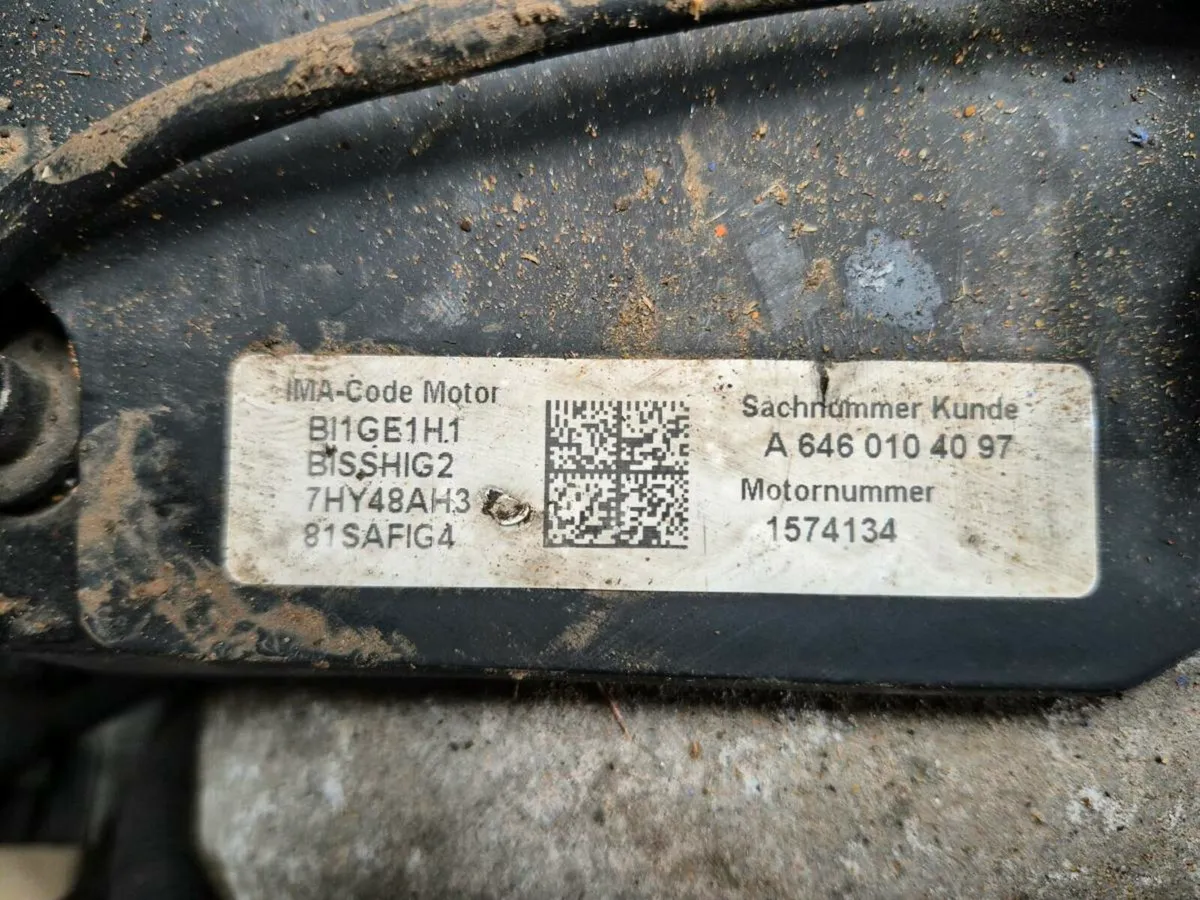 IMA-Code Motor
BI1GE1H.1
BISSHIG2
7HY48AH3
81SAFIG4
Sachnummer Kunde
A 646 010 40 97
Motornummer
1574134